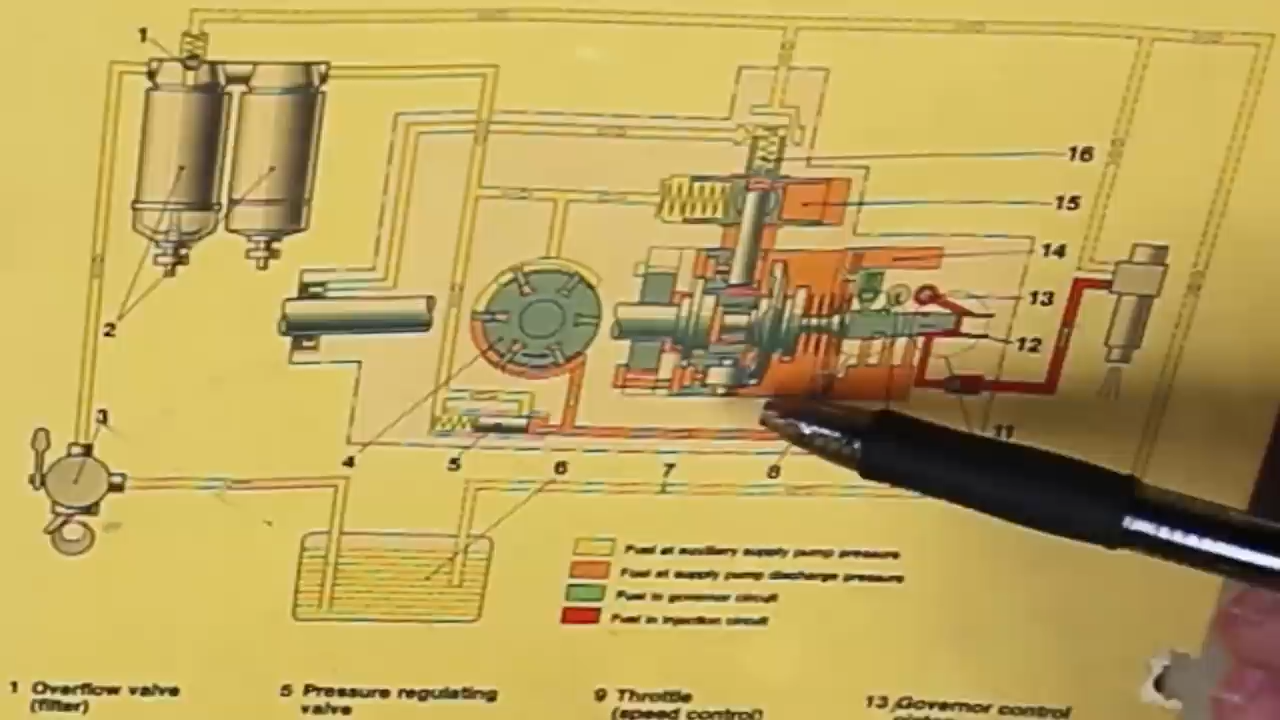 1
16
15
14
2
13
12
3
11
4
5
6
7
8
Fuel at auxiliary supply pump pressure
Fuel at supply pump discharge pressure
Fuel in governor circuit
Fuel in injection circuit
1 Overflow valve
(filter)
5 Pressure regulating
valve
9 Throttle
(speed control)
13 Governor control